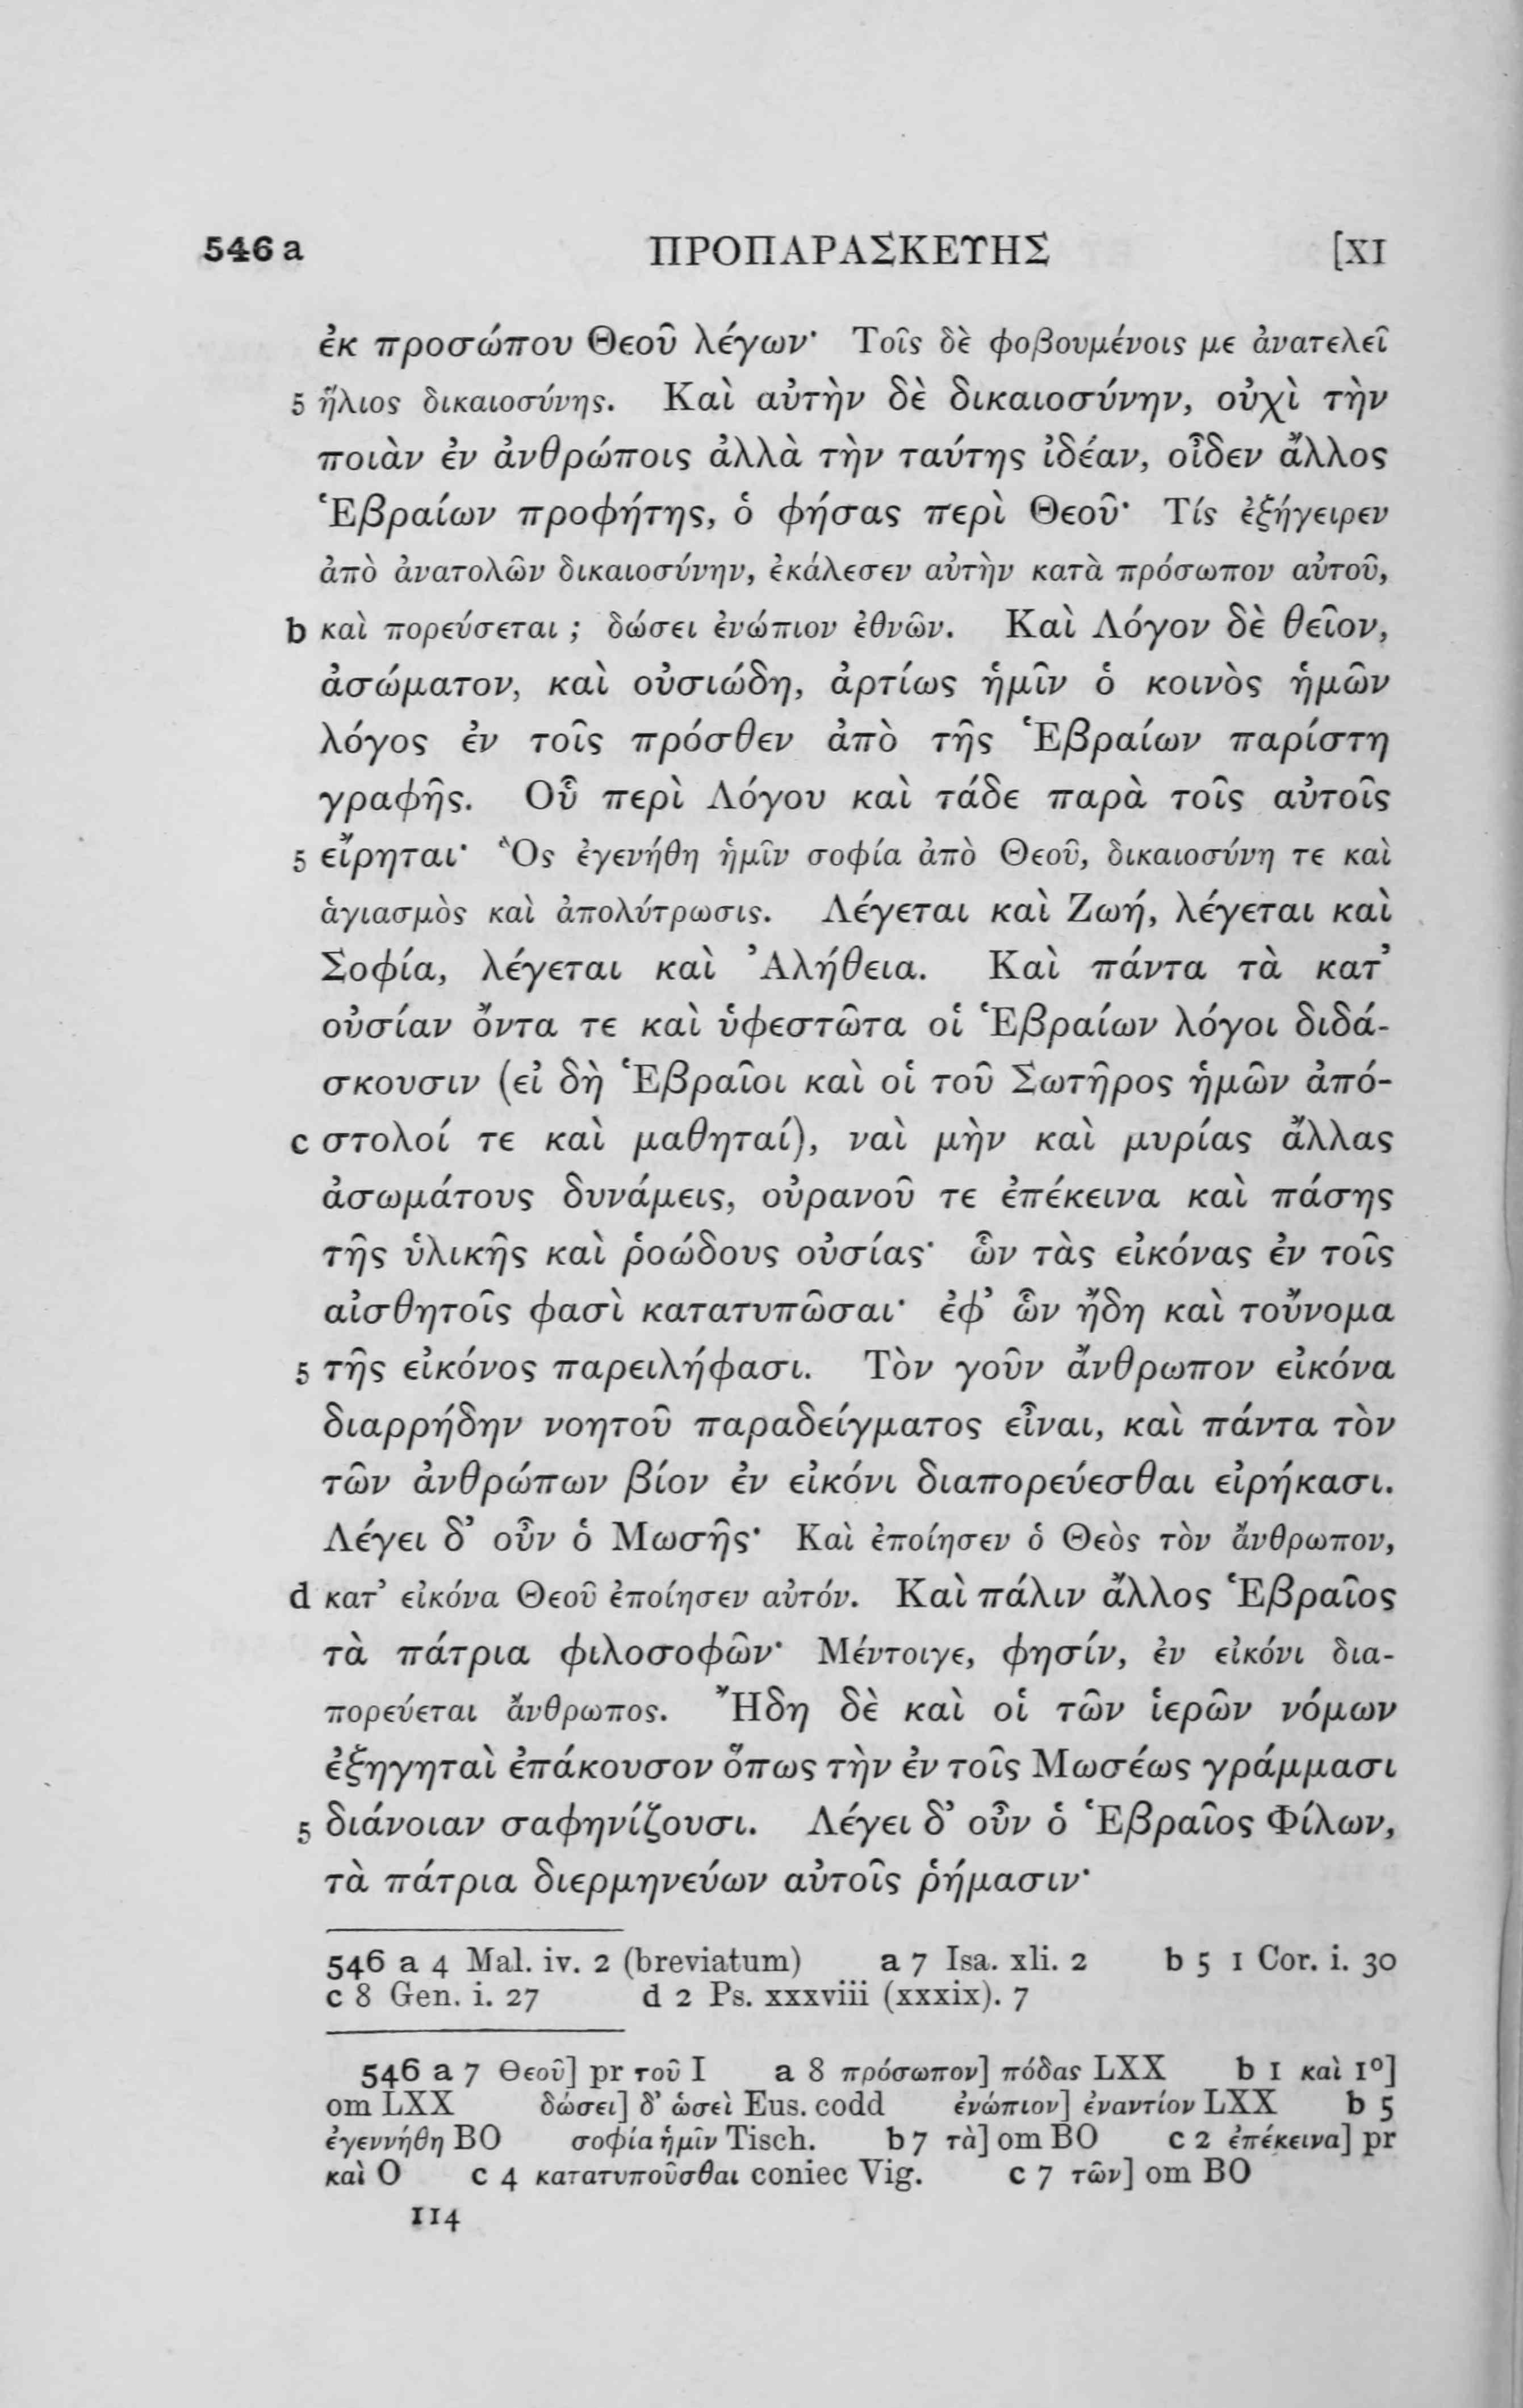 546 a ΠΡΟΠΑΡΑΣΚΕΥΗΣ [XI
ἐκ προσώπου Θεοῦ λέγων· Τοῖς δὲ φοβουμένοις με ἀνατελεῖ
5 ἥλιος δικαιοσύνης. Καὶ αὐτὴν δὲ δικαιοσύνην, οὐχὶ τὴν
ποιὰν ἐν ἀνθρώποις ἀλλὰ τὴν ταύτης ἰδέαν, οἶδεν ἄλλος
Ἑβραίων προφήτης, ὁ φήσας περὶ Θεοῦ· Τίς ἐξήγειρεν
ἀπὸ ἀνατολῶν δικαιοσύνην, ἐκάλεσεν αὐτὴν κατὰ πρόσωπον αὐτοῦ,
b καὶ πορεύσεται ; δώσει ἐνώπιον ἐθνῶν. Καὶ Λόγον δὲ θεῖον,
ἀσώματον, καὶ οὐσιώδη, ἀρτίως ἡμῖν ὁ κοινὸς ἡμῶν
λόγος ἐν τοῖς πρόσθεν ἀπὸ τῆς Ἑβραίων παρίστη
γραφῆς. Οὗ περὶ Λόγου καὶ τάδε παρὰ τοῖς αὐτοῖς
5 εἴρηται· Ὃς ἐγενήθη ἡμῖν σοφία ἀπὸ Θεοῦ, δικαιοσύνη τε καὶ
ἁγιασμὸς καὶ ἀπολύτρωσις. Λέγεται καὶ Ζωή, λέγεται καὶ
Σοφία, λέγεται καὶ Ἀλήθεια. Καὶ πάντα τὰ κατ’
οὐσίαν ὄντα τε καὶ ὑφεστῶτα οἱ Ἑβραίων λόγοι διδά-
σκουσιν (εἰ δὴ Ἑβραῖοι καὶ οἱ τοῦ Σωτῆρος ἡμῶν ἀπό-
c στολοί τε καὶ μαθηταί), ναὶ μὴν καὶ μυρίας ἄλλας
ἀσωμάτους δυνάμεις, οὐρανοῦ τε ἐπέκεινα καὶ πάσης
τῆς ὑλικῆς καὶ ῥοώδους οὐσίας· ὧν τὰς εἰκόνας ἐν τοῖς
αἰσθητοῖς φασὶ κατατυπῶσαι· ἐφ’ ὧν ἤδη καὶ τοὔνομα
5 τῆς εἰκόνος παρειλήφασι. Τὸν γοῦν ἄνθρωπον εἰκόνα
διαρρήδην νοητοῦ παραδείγματος εἶναι, καὶ πάντα τὸν
τῶν ἀνθρώπων βίον ἐν εἰκόνι διαπορεύεσθαι εἰρήκασι.
Λέγει δ’ οὖν ὁ Μωσῆς· Καὶ ἐποίησεν ὁ Θεὸς τὸν ἄνθρωπον,
d κατ’ εἰκόνα Θεοῦ ἐποίησεν αὐτόν. Καὶ πάλιν ἄλλος Ἑβραῖος
τὰ πάτρια φιλοσοφῶν· Μέντοιγε, φησίν, ἐν εἰκόνι δια-
πορεύεται ἄνθρωπος. Ἤδη δὲ καὶ οἱ τῶν ἱερῶν νόμων
ἐξηγηταὶ ἐπάκουσον ὅπως τὴν ἐν τοῖς Μωσέως γράμμασι
5 διάνοιαν σαφηνίζουσι. Λέγει δ’ οὖν ὁ Ἑβραῖος Φίλων,
τὰ πάτρια διερμηνεύων αὐτοῖς ῥήμασιν·
546 a 4 Mal. iv. 2 (breviatum) a 7 Isa. xli. 2 b 5 1 Cor. i. 30
c 8 Gen. i. 27 d 2 Ps. xxxviii (xxxix). 7
546 a 7 Θεοῦ] pr τοῦ I a 8 πρόσωπον] πόδας LXX b 1 καὶ 1º]
om LXX δώσει] δ’ ὡσεὶ Eus. codd ἐνώπιον] ἐναντίον LXX b 5
ἐγεννήθη BO σοφία ἡμῖν Tisch. b 7 τὰ] om BO c 2 ἐπέκεινα] pr
καὶ O c 4 κατατυποῦσθαι coniec Vig. c 7 τῶν] om BO
114